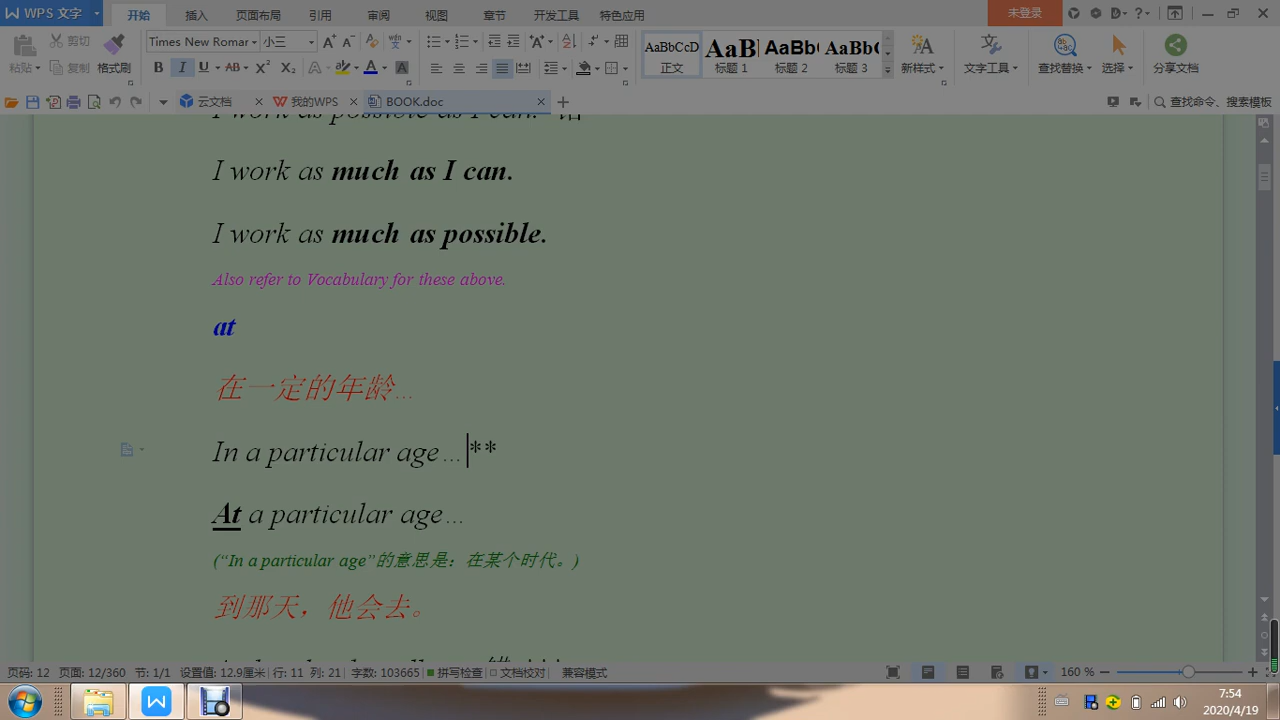 WPS 文字 开始 插入 页面布局 引用 审阅 视图 章节 开发工具 特色应用 未登录
粘贴 剪切 复制 格式刷 Times New Romar 小三 AaBbCcD 正文 AaBl 标题 1 AaBb( 标题 2 AaBb( 标题 3 新样式 文字工具 查找替换 选择 分享文档
云文档 我的WPS BOOK.doc 查找命令、搜索模板
I work as possible as I can. 错
I work as much as I can.
I work as much as possible.
Also refer to Vocabulary for these above.
at
在一定的年龄…
In a particular age…**
At a particular age…
(“In a particular age”的意思是：在某个时代。)
到那天，他会去。
页码: 12 页面: 12/360 节: 1/1 设置值: 12.9厘米 行: 11 列: 21 字数: 103665 拼写检查 文档校对 兼容模式 160 %
7:54
2020/4/19